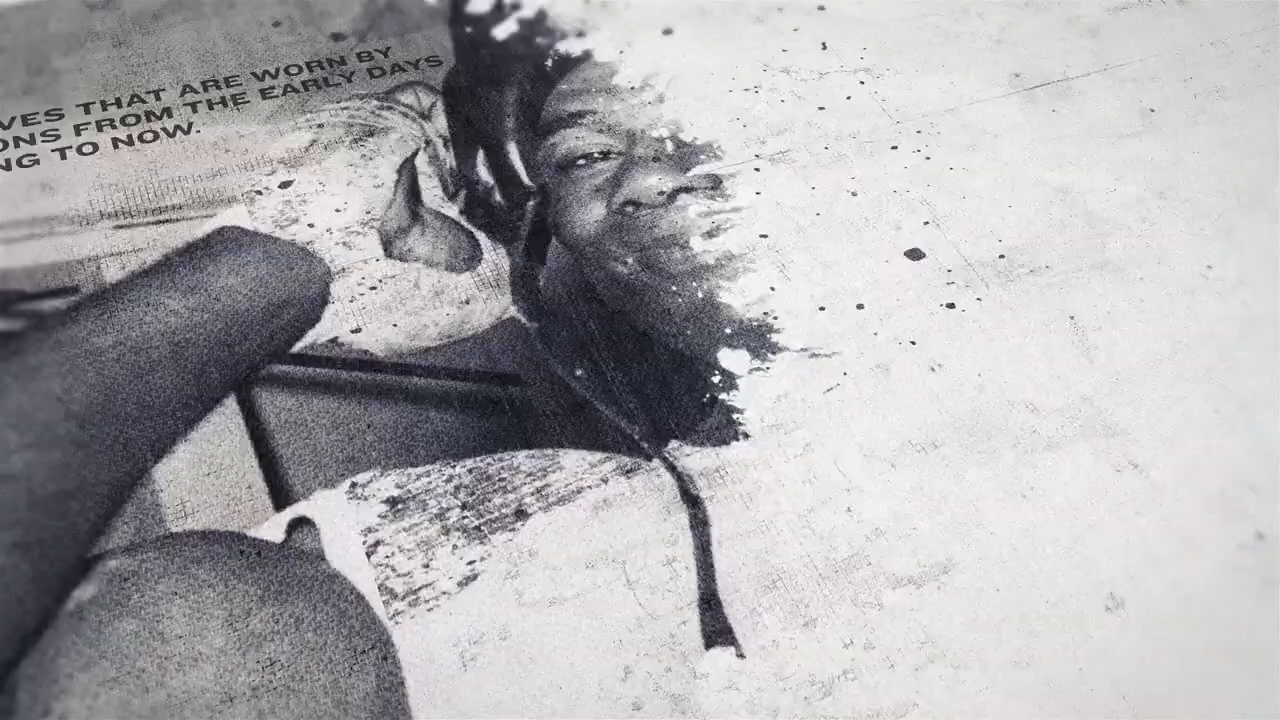 VES THAT ARE WORN BY
ONS FROM THE EARLY DAYS
NG TO NOW.